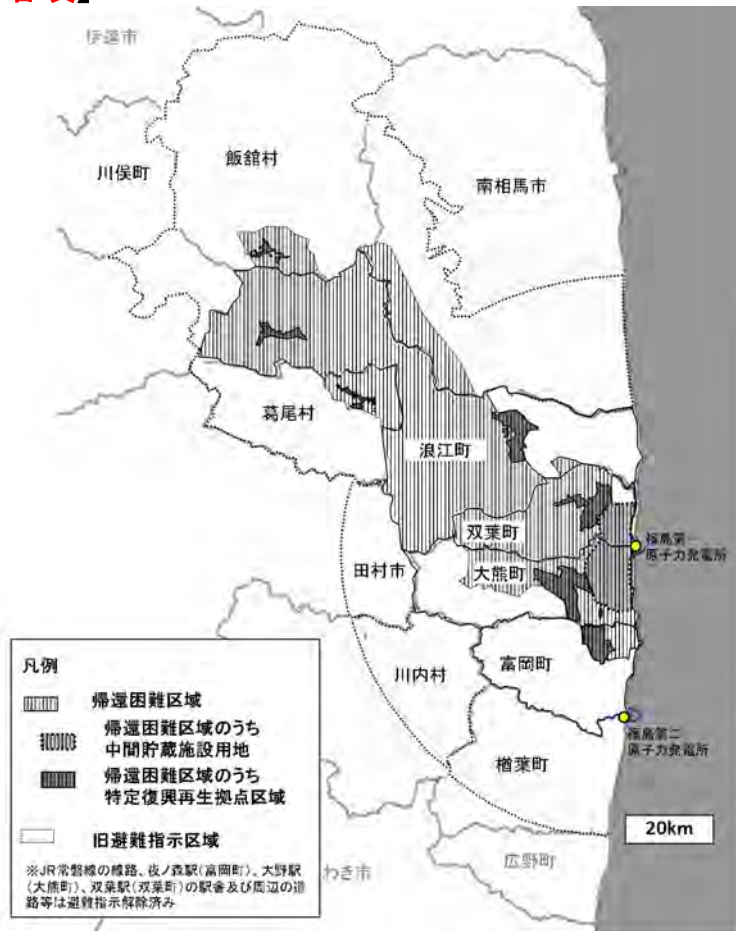 伊達市
飯舘村
川俣町
南相馬市
葛尾村
浪江町
双葉町
福島第一
原子力発電所
大熊町
田村市
富岡町
川内村
福島第二
原子力発電所
楢葉町
20km
広野町
わき市
凡例
帰還困難区域
帰還困難区域のうち
中間貯蔵施設用地
帰還困難区域のうち
特定復興再生拠点区域
旧避難指示区域
※JR常磐線の線路、夜ノ森駅(富岡町)、大野駅
(大熊町)、双葉駅(双葉町)の駅舎及び周辺の道
路等は避難指示解除済み